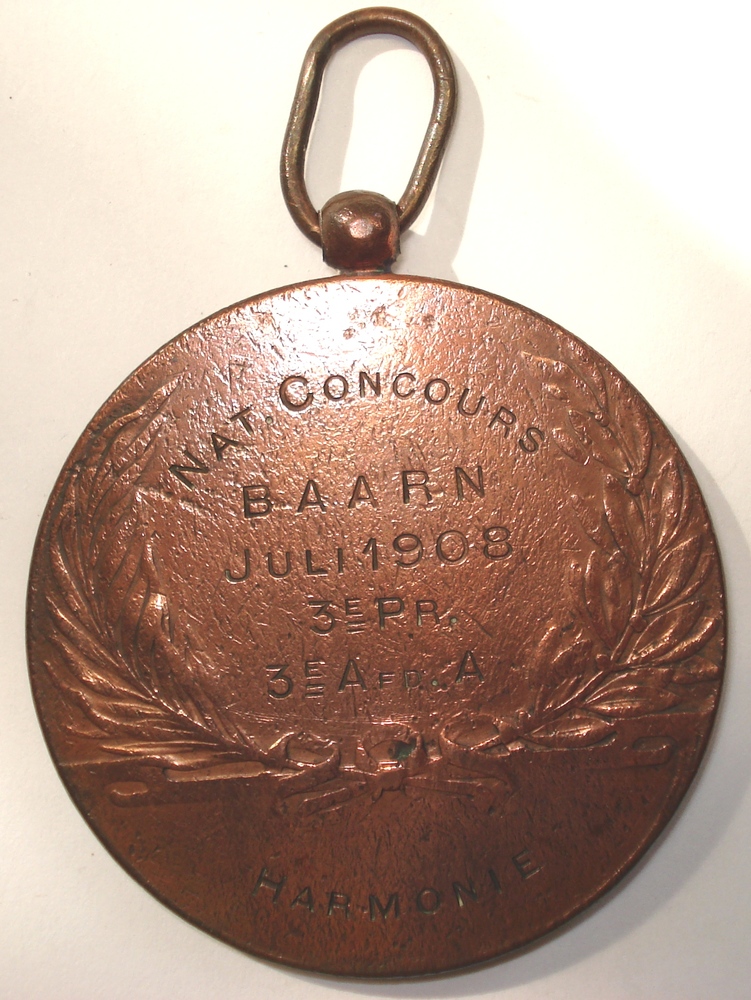 NAT. CONCOURS
BAARN
JULI 1908
3E PR.
3E AFD. A
HARMONIE